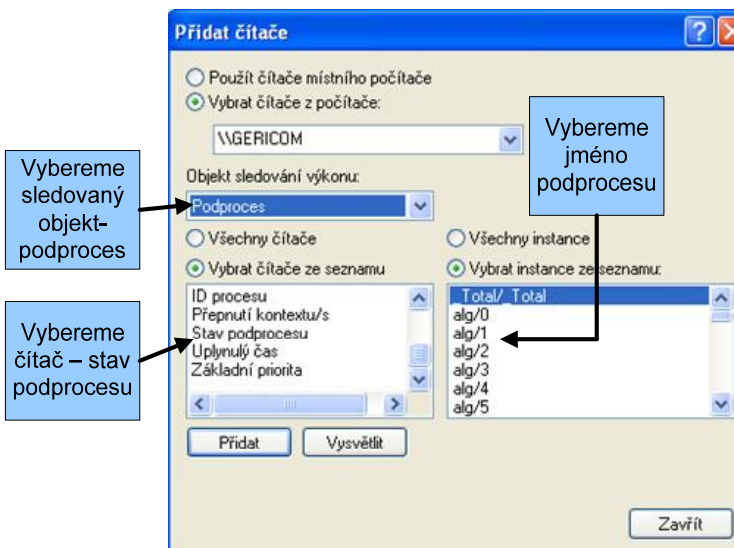 Přidat čítače
Použít čítače místního počítače
Vybrat čítače z počítače:
\\GERICOM
Objekt sledování výkonu:
Podproces
Všechny čítače
Vybrat čítače ze seznamu
ID procesu
Přepnutí kontextu/s
Stav podprocesu
Uplynulý čas
Základní priorita
Všechny instance
Vybrat instance ze seznamu:
_Total/_Total
alg/0
alg/1
alg/2
alg/3
alg/4
alg/5
Přidat
Vysvětlit
Zavřít
Vybereme
sledovaný
objekt-
podproces
Vybereme
čítač – stav
podprocesu
Vybereme
jméno
podprocesu